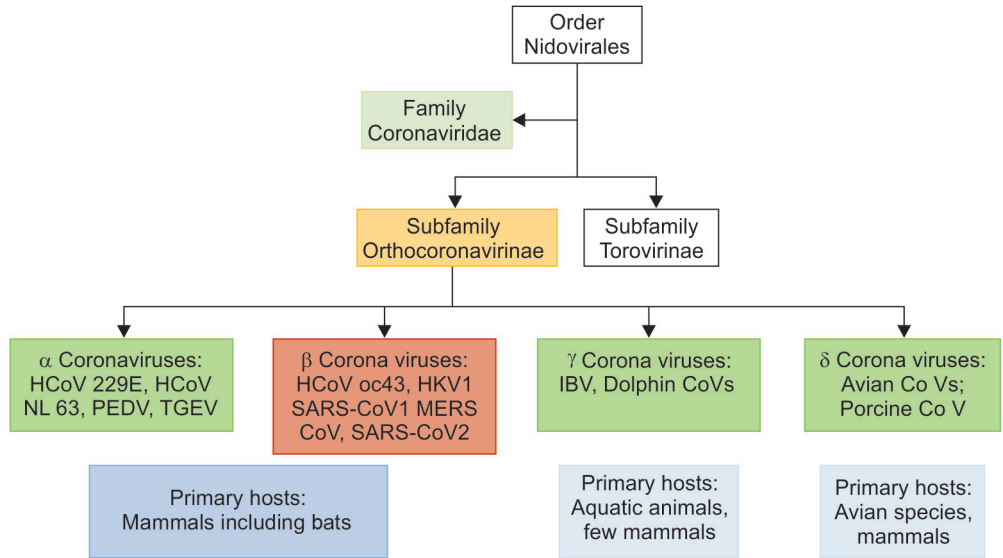 Order
Nidovirales
Family
Coronaviridae
Subfamily
Orthocoronavirinae
Subfamily
Torovirinae
α Coronaviruses:
HCoV 229E, HCoV
NL 63, PEDV, TGEV
β Corona viruses:
HCoV oc43, HKV1
SARS-CoV1 MERS
CoV, SARS-CoV2
γ Corona viruses:
IBV, Dolphin CoVs
δ Corona viruses:
Avian Co Vs;
Porcine Co V
Primary hosts:
Mammals including bats
Primary hosts:
Aquatic animals,
few mammals
Primary hosts:
Avian species,
mammals